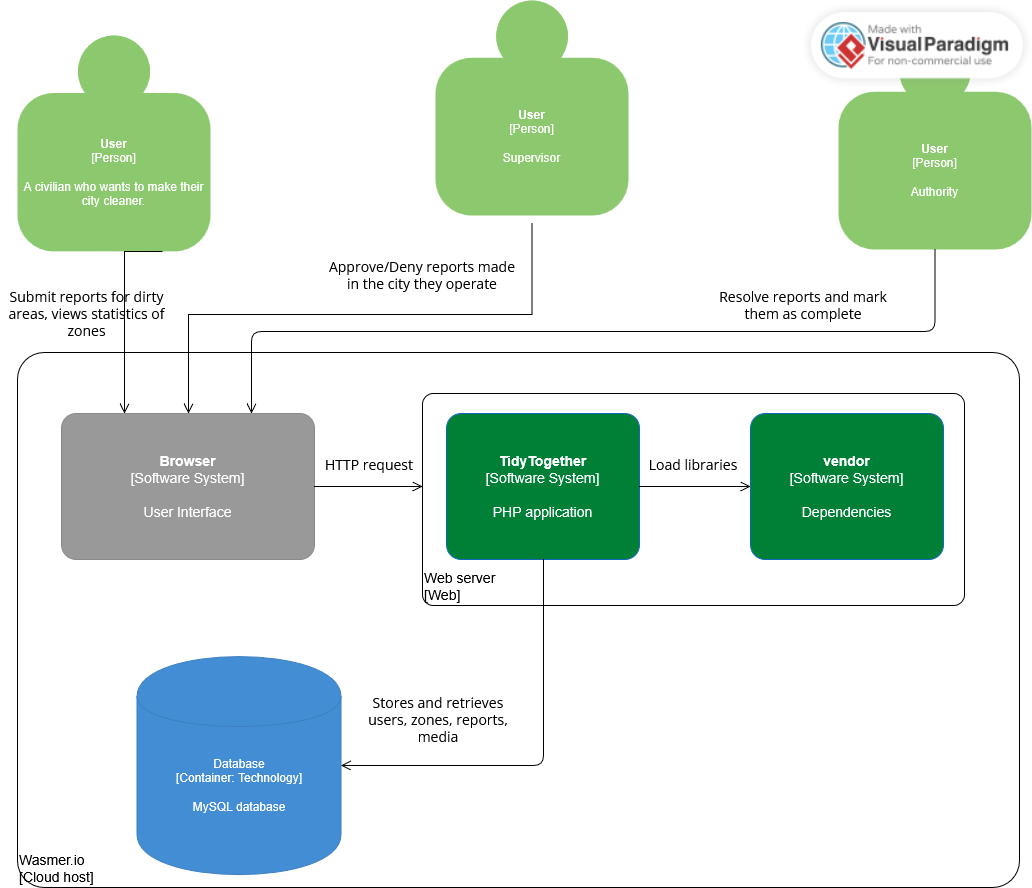 Made with
VisualParadigm
For non-commercial use
User
[Person]
A civilian who wants to make their
city cleaner.
User
[Person]
Supervisor
User
[Person]
Authority
Submit reports for dirty
areas, views statistics of
zones
Approve/Deny reports made
in the city they operate
Resolve reports and mark
them as complete
Browser
[Software System]
User Interface
HTTP request
TidyTogether
[Software System]
PHP application
Load libraries
vendor
[Software System]
Dependencies
Web server
[Web]
Stores and retrieves
users, zones, reports,
media
Database
[Container: Technology]
MySQL database
Wasmer.io
[Cloud host]